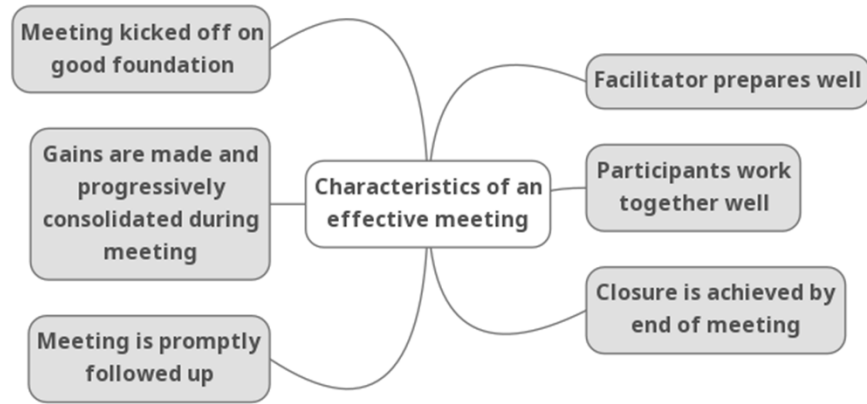 Meeting kicked off on
good foundation
Gains are made and
progressively
consolidated during
meeting
Meeting is promptly
followed up
Characteristics of an
effective meeting
Facilitator prepares well
Participants work
together well
Closure is achieved by
end of meeting